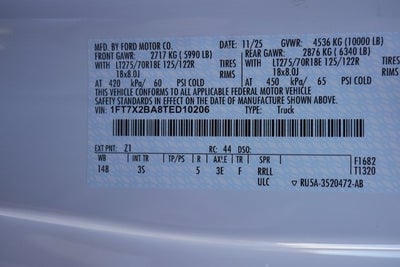 MFD. BY FORD MOTOR CO. 11/25 GVWR: 4536 KG (10000 LB)
FRONT GAWR: 2717 KG ( 5990 LB) REAR GAWR: 2876 KG ( 6340 LB)
WITH LT275/70R18E 125/122R TIRES WITH LT275/70R18E 125/122R TIRES
18x8.0J RIMS 18x8.0J RIMS
AT 420 kPa/ 60 PSI COLD AT 450 kPa/ 65 PSI COLD
THIS VEHICLE CONFORMS TO ALL APPLICABLE FEDERAL MOTOR VEHICLE
SAFETY STANDARDS IN EFFECT ON THE DATE OF MANUFACTURE SHOWN ABOVE.
VIN: 1FT7X2BA8TED10206 TYPE: Truck
EXT PNT: Z1 RC: 44 DSO: F1682
WB INT TR TP/PS R AXLE TR SPR T1320
148 3S 5 3E F RRLL
ULC RU5A-3520472-AB